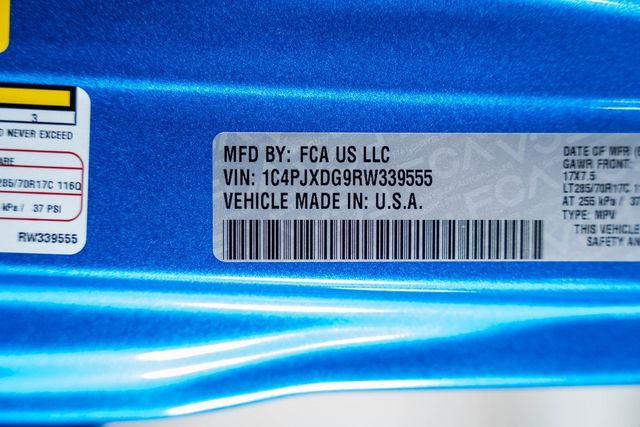 3
D NEVER EXCEED
ARE
285/70R17C 116Q
kPa / 37 PSI
RW339555
MFD BY: FCA US LLC
VIN: 1C4PJXDG9RW339555
VEHICLE MADE IN: U.S.A.
DATE OF MFR
GAWR FRONT:
17X7.5
LT285/70R17C
AT 255 kPa / 37
TYPE: MPV
THIS VEHICLE
SAFETY AN